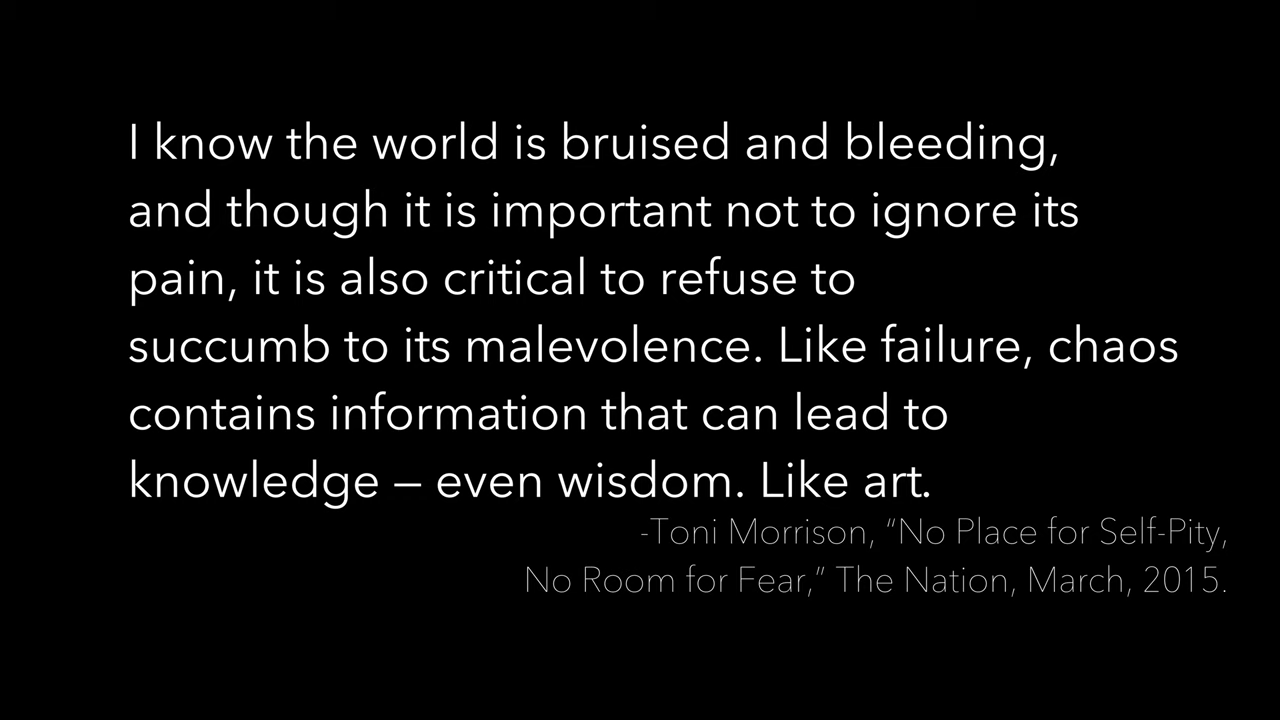 I know the world is bruised and bleeding,
and though it is important not to ignore its
pain, it is also critical to refuse to
succumb to its malevolence. Like failure, chaos
contains information that can lead to
knowledge – even wisdom. Like art.
-Toni Morrison, “No Place for Self-Pity,
No Room for Fear,” The Nation, March, 2015.